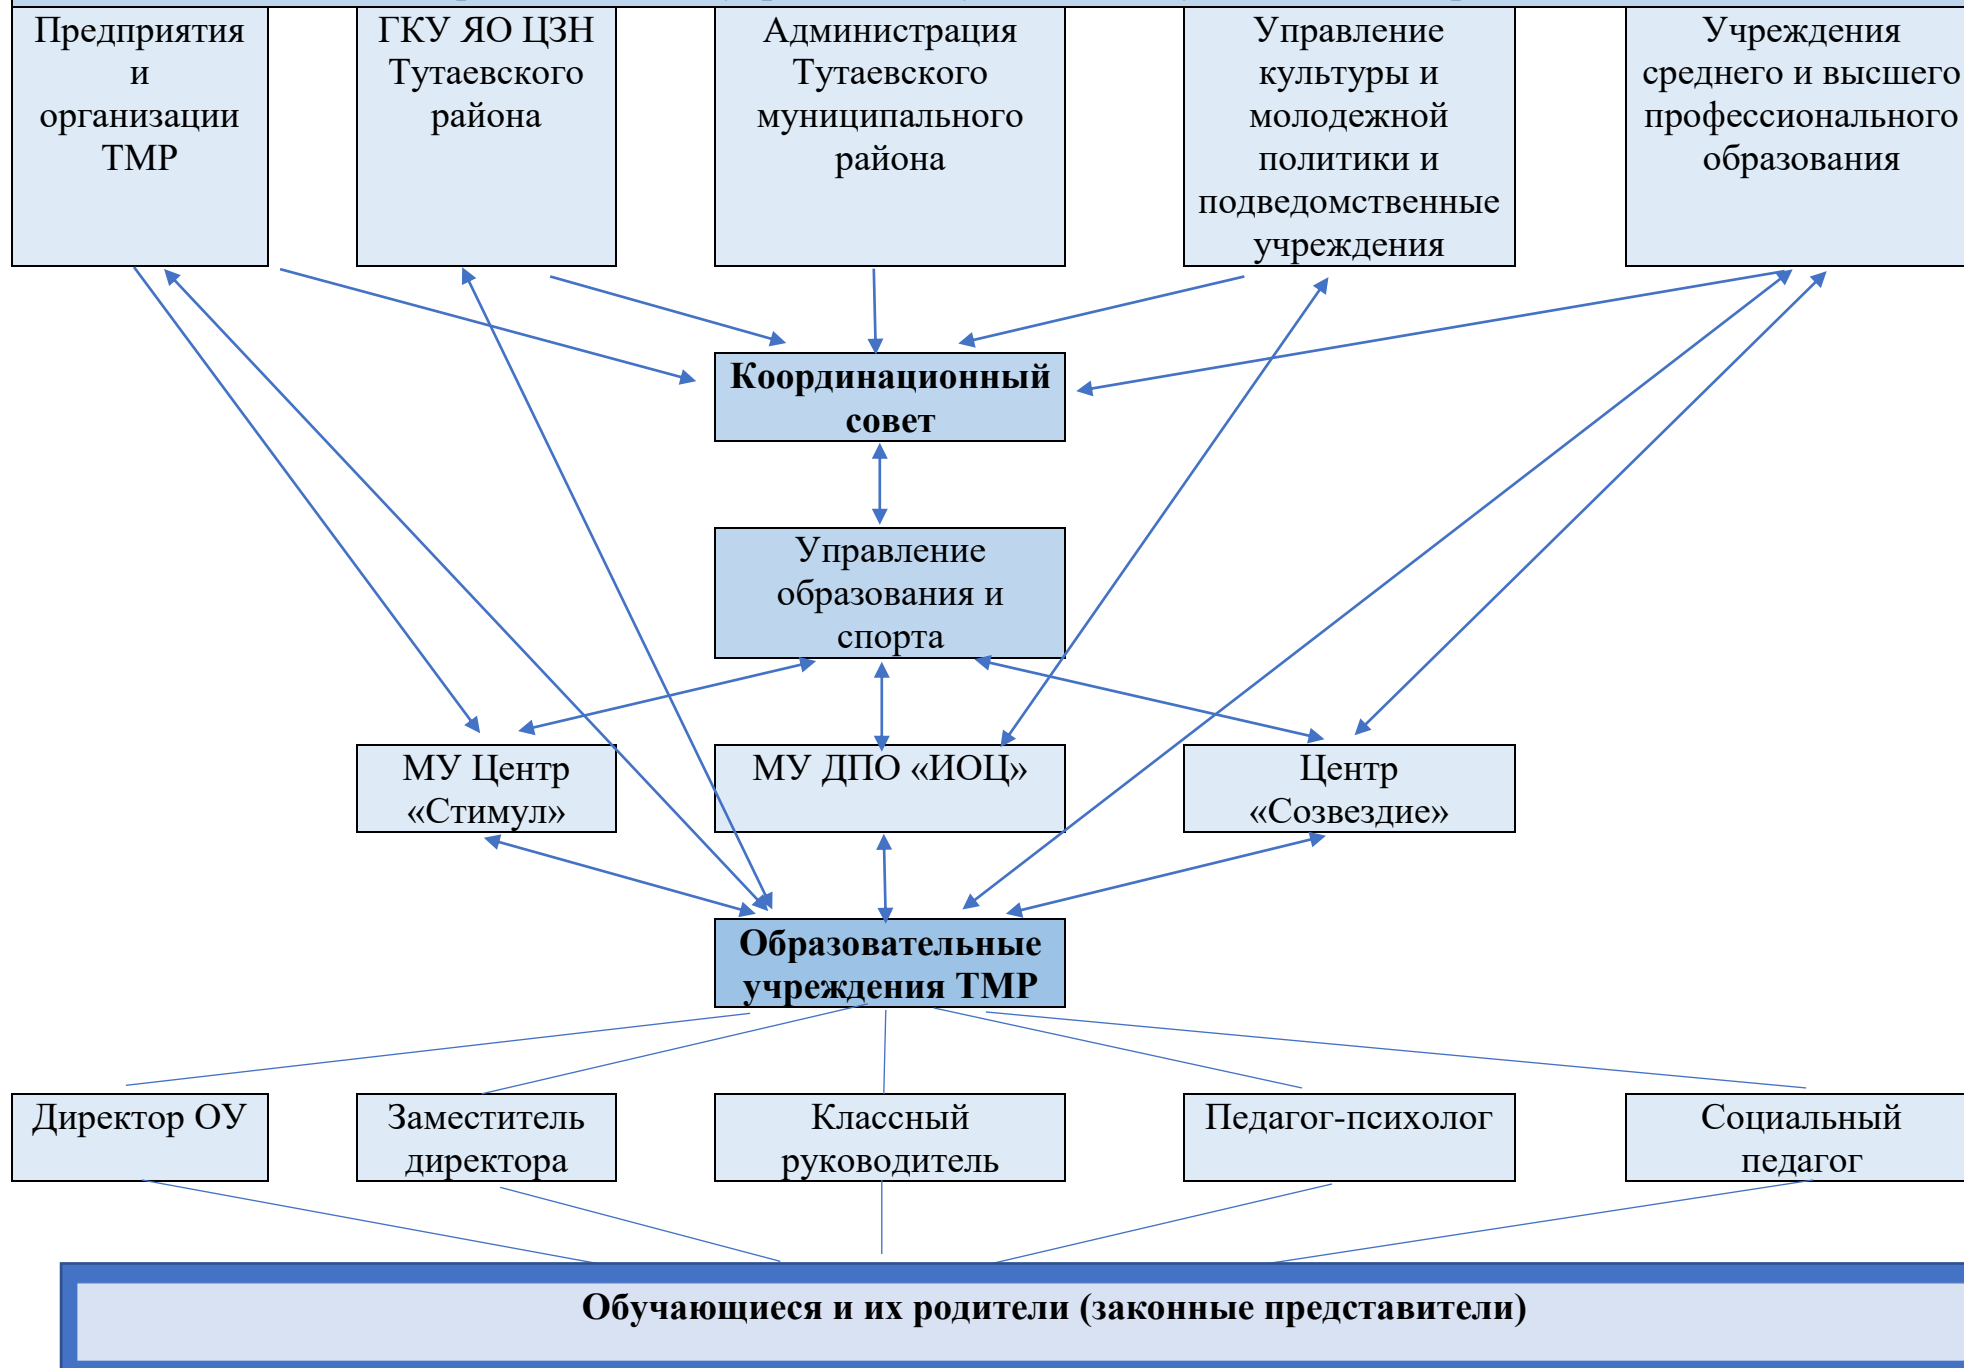 Предприятия
и
организации
ТМР
ГКУ ЯО ЦЗН
Тутаевского
района
Администрация
Тутаевского
муниципального
района
Управление
культуры и
молодежной
политики и
подведомственные
учреждения
Учреждения
среднего и высшего
профессионального
образования
Координационный
совет
Управление
образования и
спорта
МУ Центр
«Стимул»
МУ ДПО «ИОЦ»
Центр
«Созвездие»
Образовательные
учреждения ТМР
Директор ОУ
Заместитель
директора
Классный
руководитель
Педагог-психолог
Социальный
педагог
Обучающиеся и их родители (законные представители)